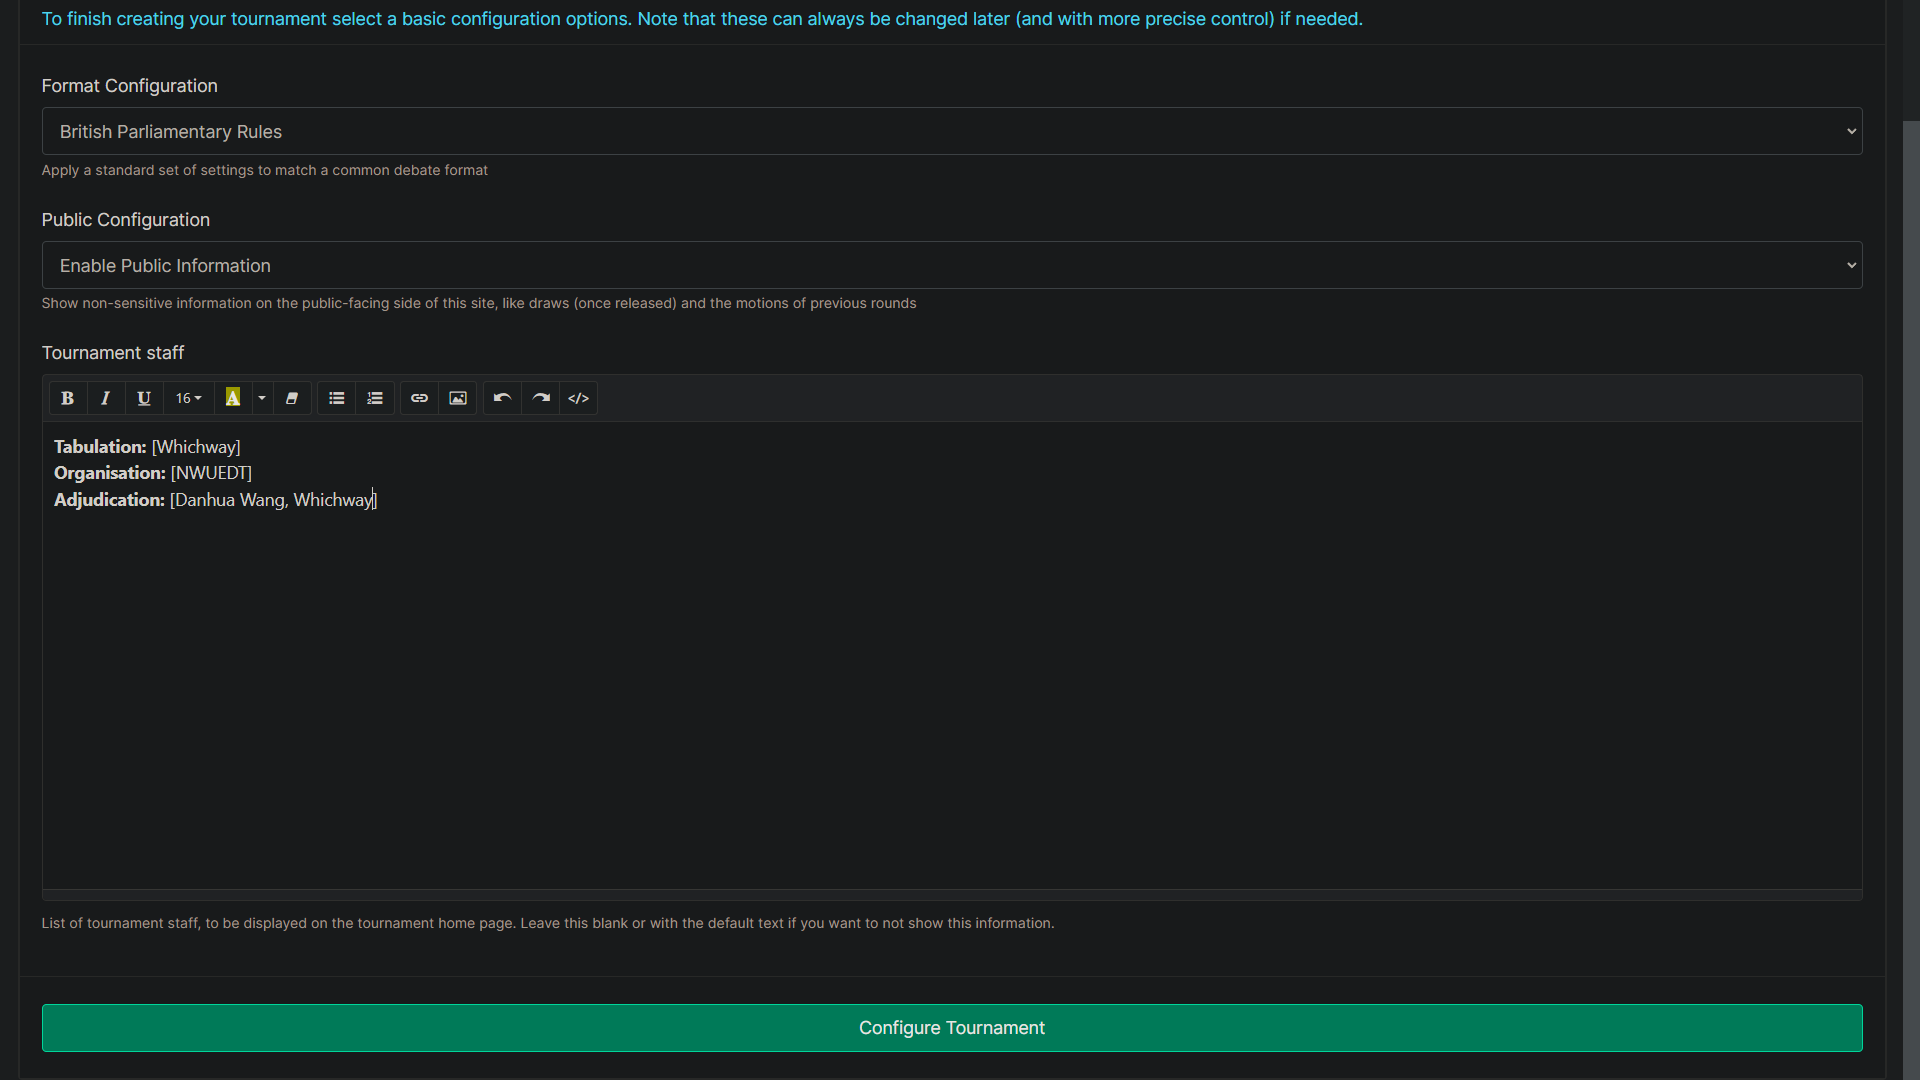 To finish creating your tournament select a basic configuration options. Note that these can always be changed later (and with more precise control) if needed.
Format Configuration
British Parliamentary Rules
Apply a standard set of settings to match a common debate format
Public Configuration
Enable Public Information
Show non-sensitive information on the public-facing side of this site, like draws (once released) and the motions of previous rounds
Tournament staff
B I U 16 A </>
Tabulation: [Whichway]
Organisation: [NWUEDT]
Adjudication: [Danhua Wang, Whichway]
List of tournament staff, to be displayed on the tournament home page. Leave this blank or with the default text if you want to not show this information.
Configure Tournament